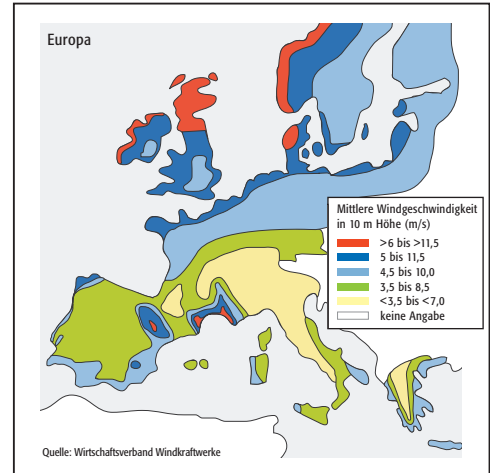 Europa
Mittlere Windgeschwindigkeit
in 10 m Höhe (m/s)
>6 bis >11,5
5 bis 11,5
4,5 bis 10,0
3,5 bis 8,5
<3,5 bis <7,0
keine Angabe
Quelle: Wirtschaftsverband Windkraftwerke